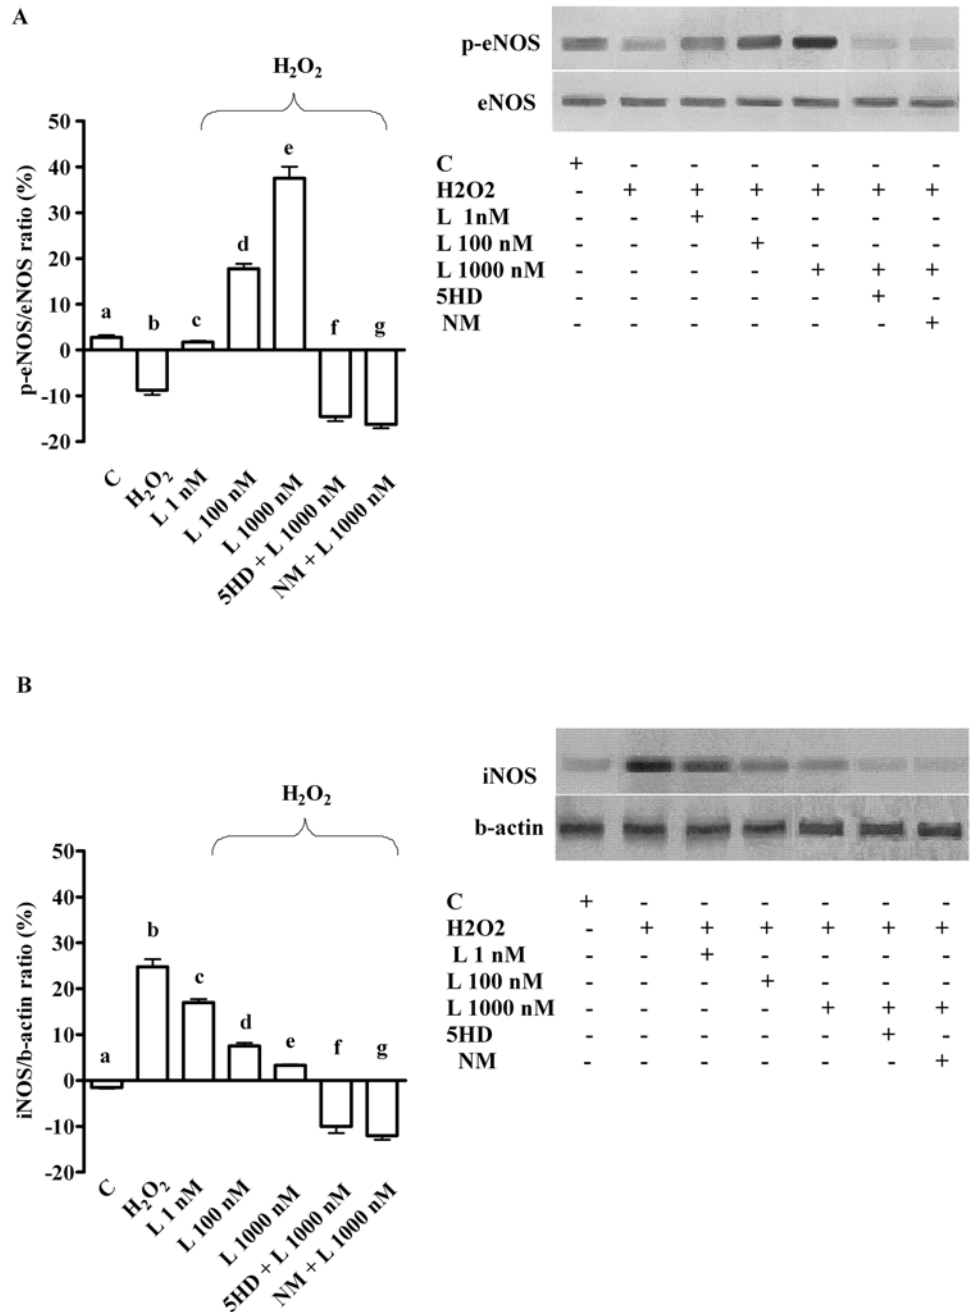 A
H₂O₂
p-eNOS/eNOS ratio (%)
50
40
30
20
10
0
-10
-20
a
b
c
d
e
f
g
C
H₂O₂
L 1 nM
L 100 nM
L 1000 nM
5HD + L 1000 nM
NM + L 1000 nM
p-eNOS
eNOS
C + - - - - - -
H2O2 - + + + + + +
L 1nM - - + - - - -
L 100 nM - - - + - - -
L 1000 nM - - - - + + +
5HD - - - - - + -
NM - - - - - - +
B
H₂O₂
iNOS/b-actin ratio (%)
50
40
30
20
10
0
-10
-20
a
b
c
d
e
f
g
C
H₂O₂
L 1 nM
L 100 nM
L 1000 nM
5HD + L 1000 nM
NM + L 1000 nM
iNOS
b-actin
C + - - - - - -
H2O2 - + + + + + +
L 1 nM - - + - - - -
L 100 nM - - - + - - -
L 1000 nM - - - - + + +
5HD - - - - - + -
NM - - - - - - +